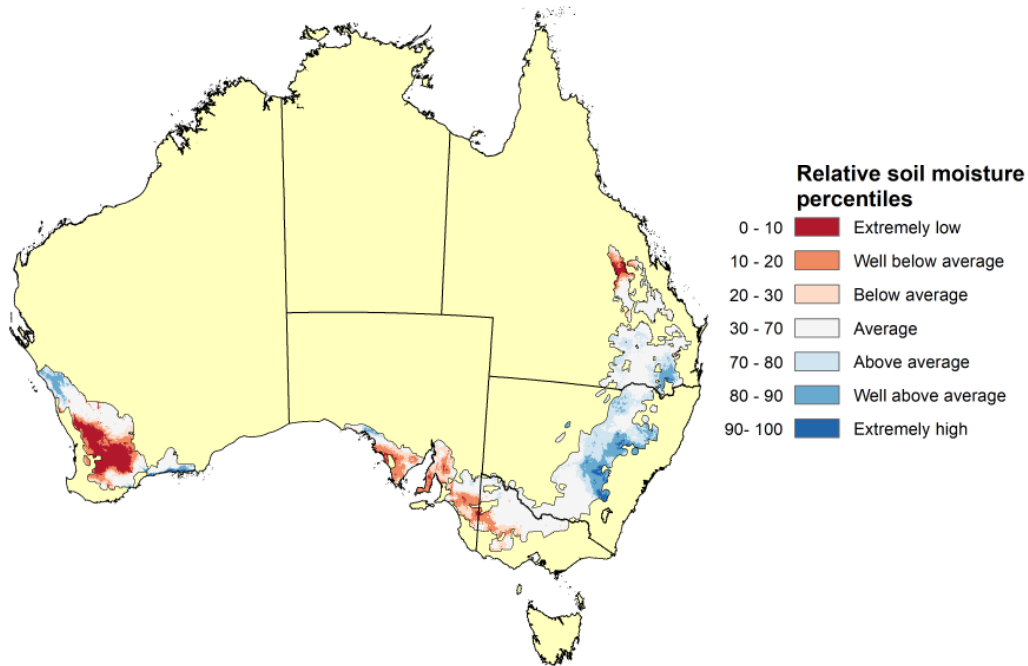 Relative soil moisture
percentiles
0 - 10 Extremely low
10 - 20 Well below average
20 - 30 Below average
30 - 70 Average
70 - 80 Above average
80 - 90 Well above average
90- 100 Extremely high